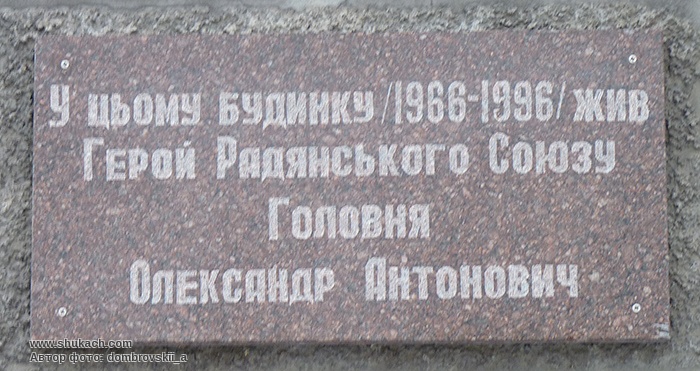 У цьому будинку /1966-1996/ жив
Герой Радянського Союзу
Головня
Олександр Антонович
www.shukach.com
Автор фото: dombrovskii_a